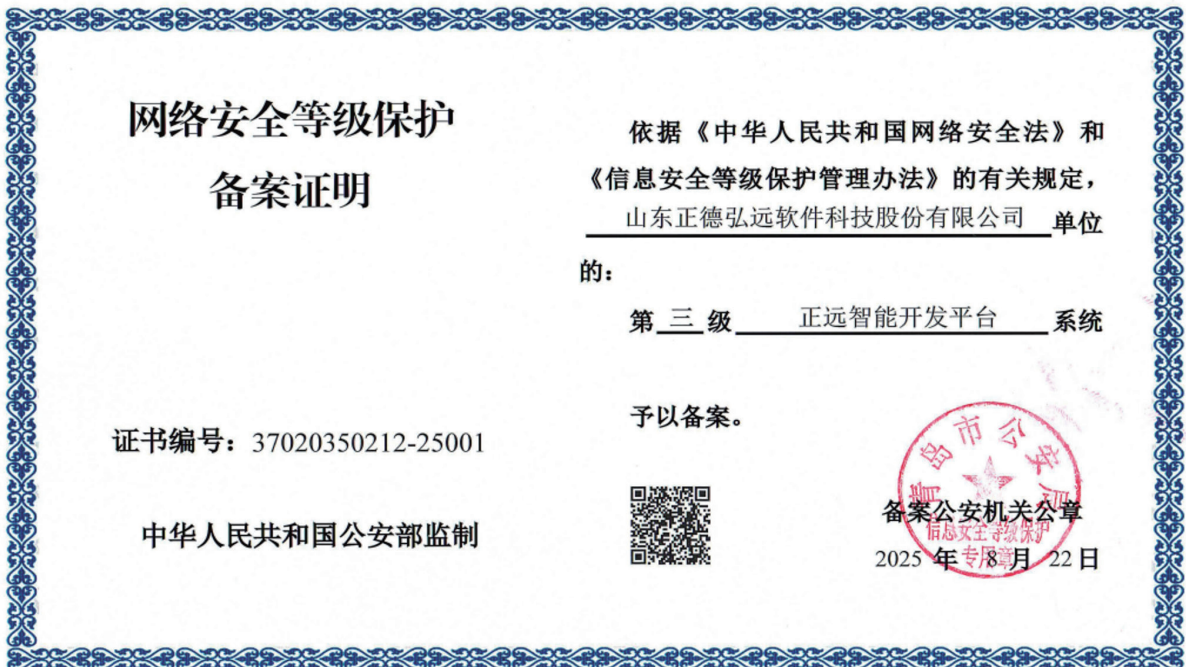 网络安全等级保护
备案证明
证书编号：37020350212-25001
中华人民共和国公安部监制
依据《中华人民共和国网络安全法》和
《信息安全等级保护管理办法》的有关规定，
山东正德弘远软件科技股份有限公司单位
的：
第三级正远智能开发平台系统
予以备案。
青岛市公安局
备案公安机关公章
信息安全等级保护
专用章
2025年8月22日